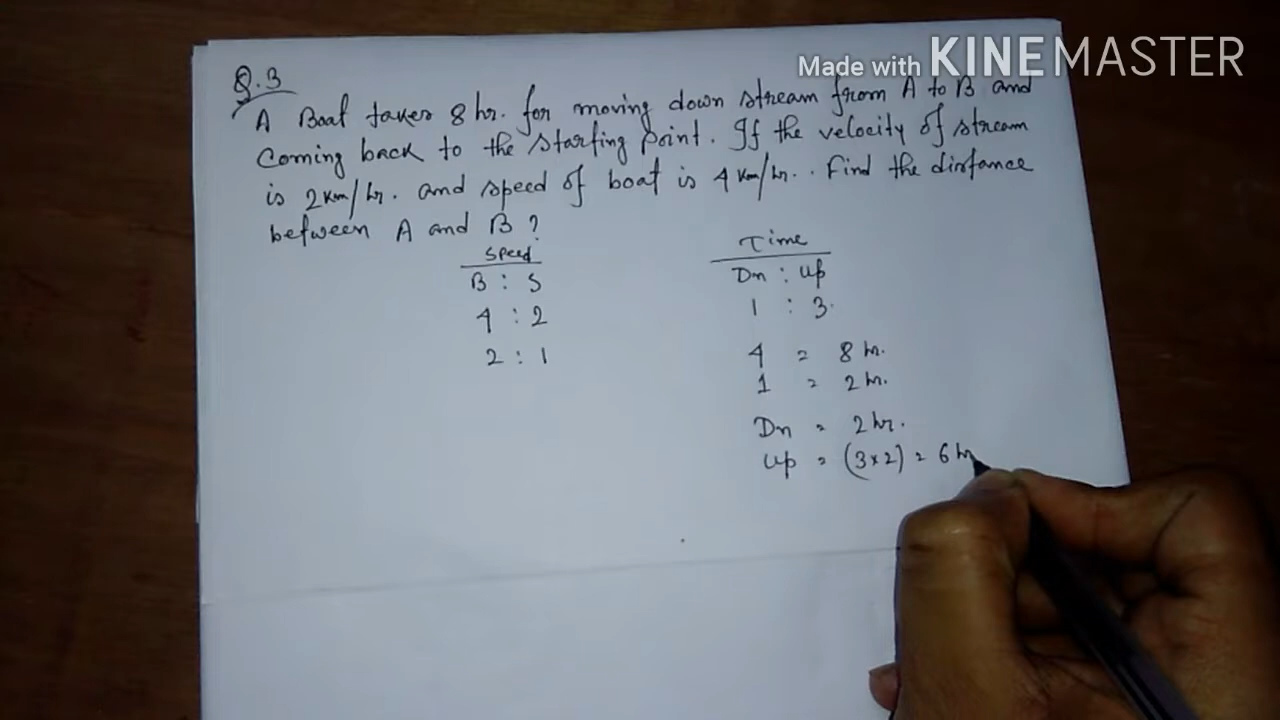 Made with KINEMASTER
Q.3
A Boat takes 8 hr. for moving down stream from A to B and
Coming back to the starting point. If the velocity of stream
is 2 km/hr. and speed of boat is 4 km/hr.. Find the distance
between A and B ?
Speed
B : S
4 : 2
2 : 1
Time
Dn : up
1 : 3.
4 = 8 hr.
1 = 2 hr.
Dn = 2 hr.
up = (3×2) = 6 hr